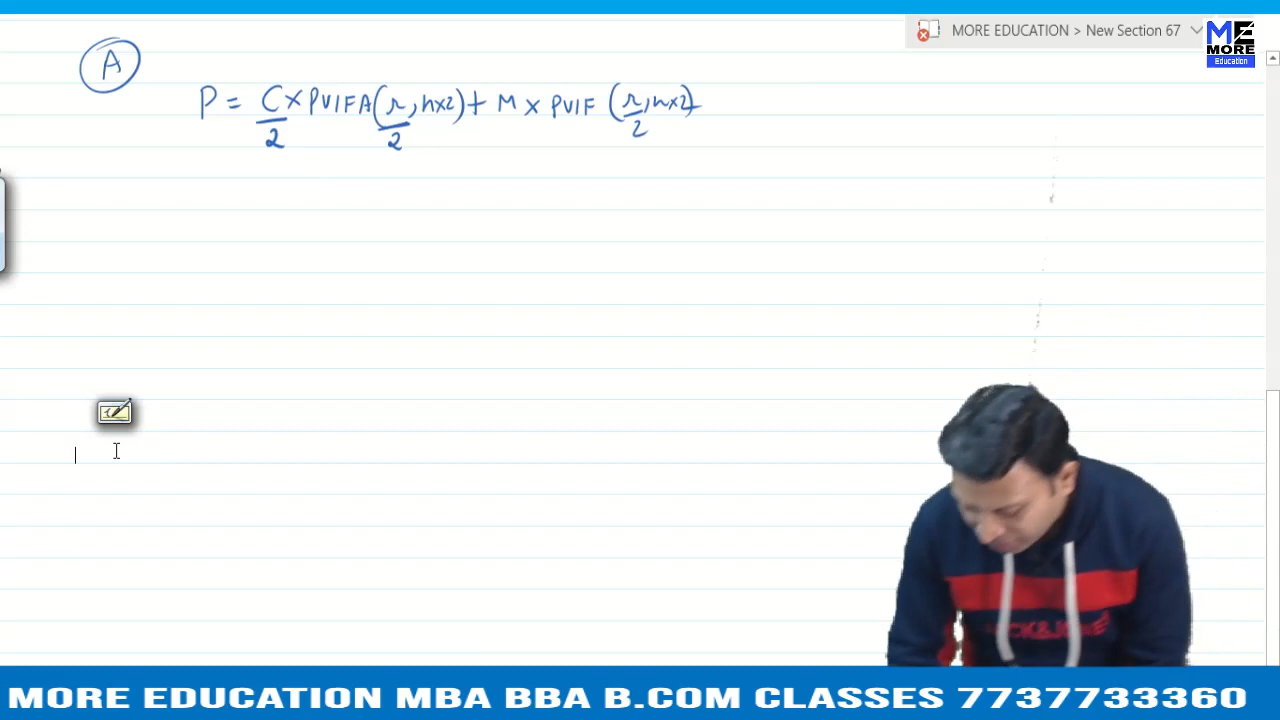 MORE EDUCATION > New Section 67
ME
MORE
Education
A
P = C/2 × PVIFA (r/2, n×2) + M × PVIF (r/2, n×2)
MORE EDUCATION MBA BBA B.COM CLASSES 7737733360